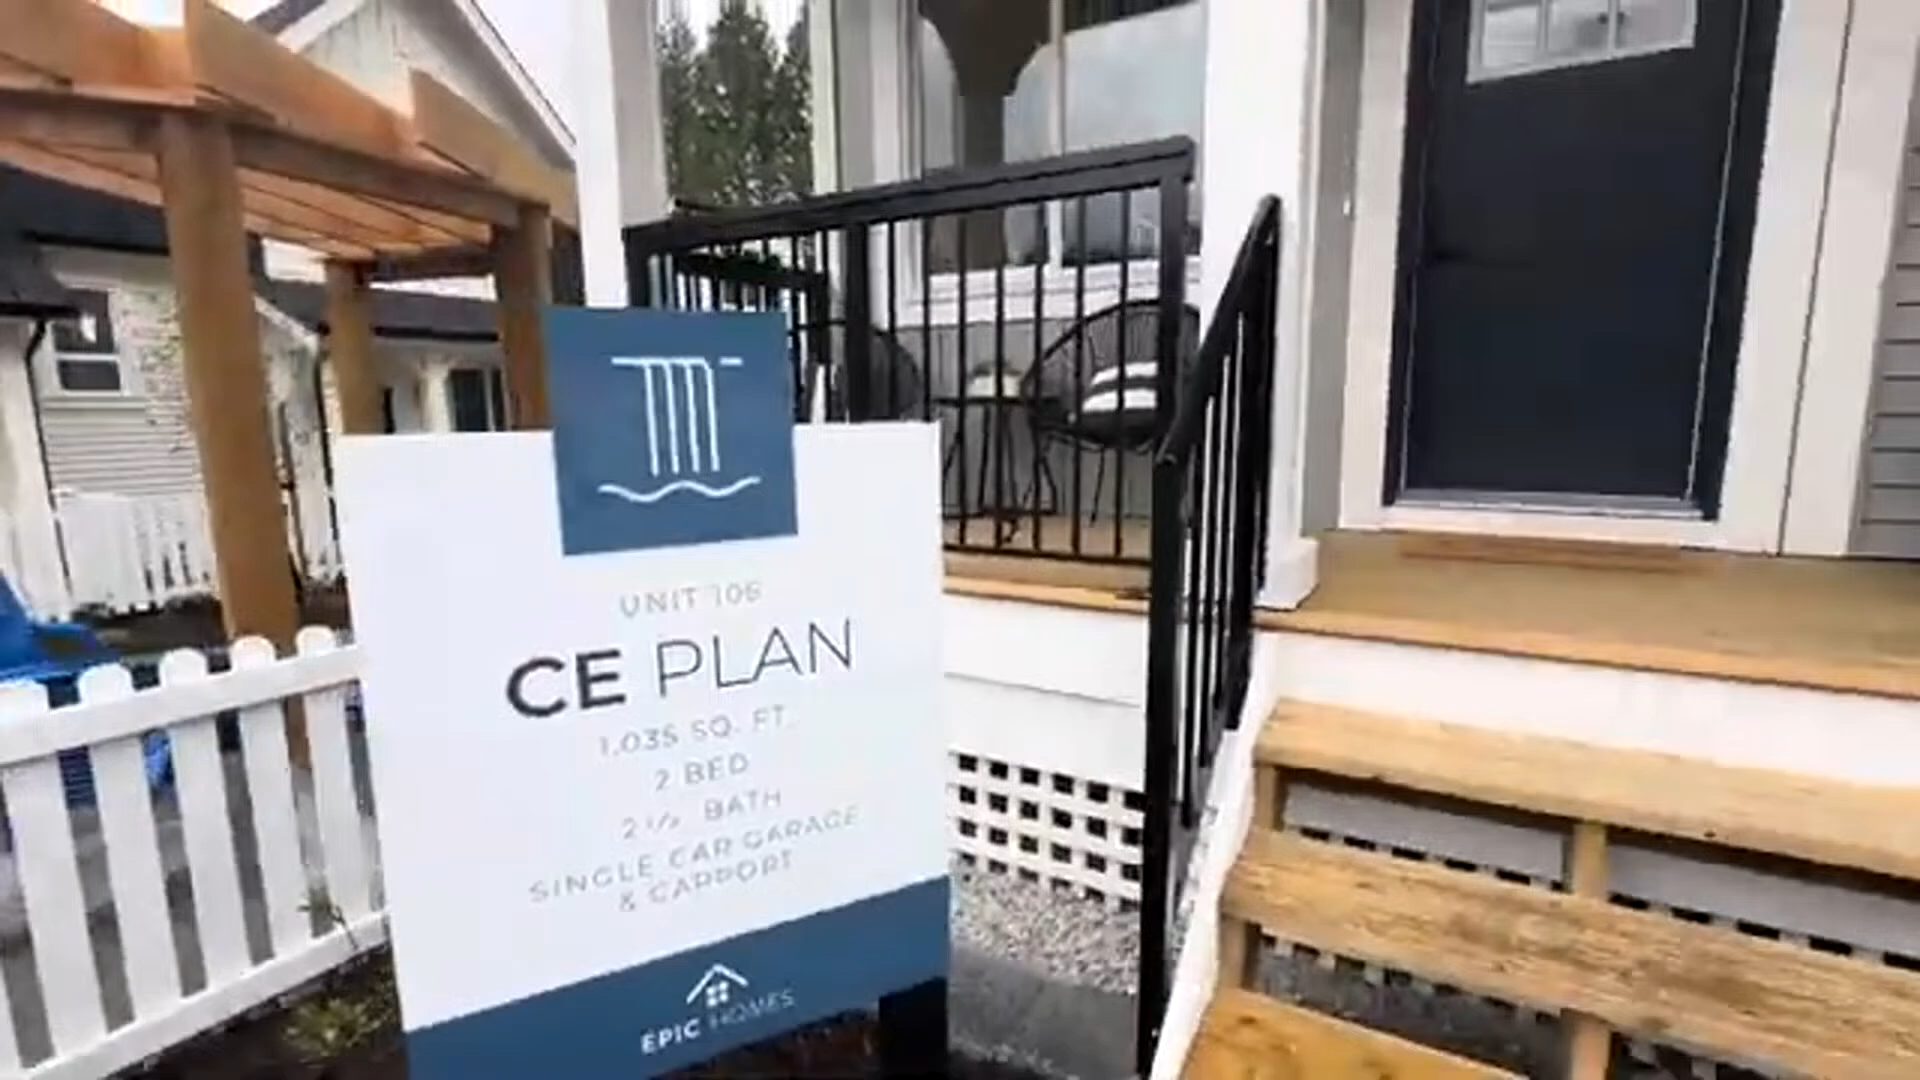 UNIT 106
CE PLAN
1,035 SQ. FT.
2 BED
2 1/2 BATH
SINGLE CAR GARAGE
& CARPORT
EPIC HOMES